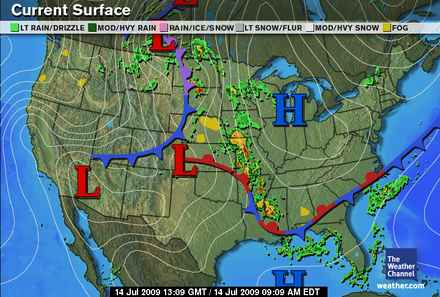 Current Surface
LT RAIN/DRIZZLE MOD/HVY RAIN RAIN/ICE/SNOW LT SNOW/FLUR MOD/HVY SNOW FOG
L
L
H
L
L
H
The
Weather
Channel
weather.com
14 Jul 2009 13:09 GMT / 14 Jul 2009 09:09 AM EDT